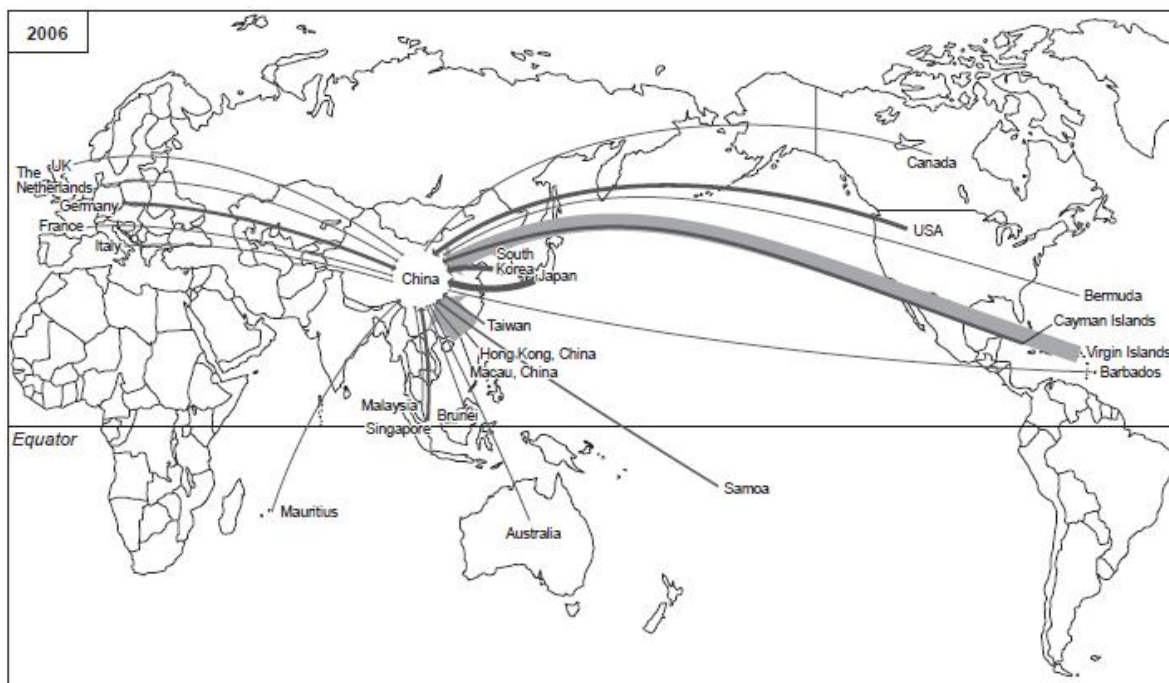 2006
UK
The
Netherlands
Germany
France
Italy
China
South
Korea
Japan
Taiwan
Hong Kong, China
Macau, China
Malaysia
Brunei
Singapore
Canada
USA
Bermuda
Cayman Islands
Virgin Islands
Barbados
Equator
Mauritius
Samoa
Australia